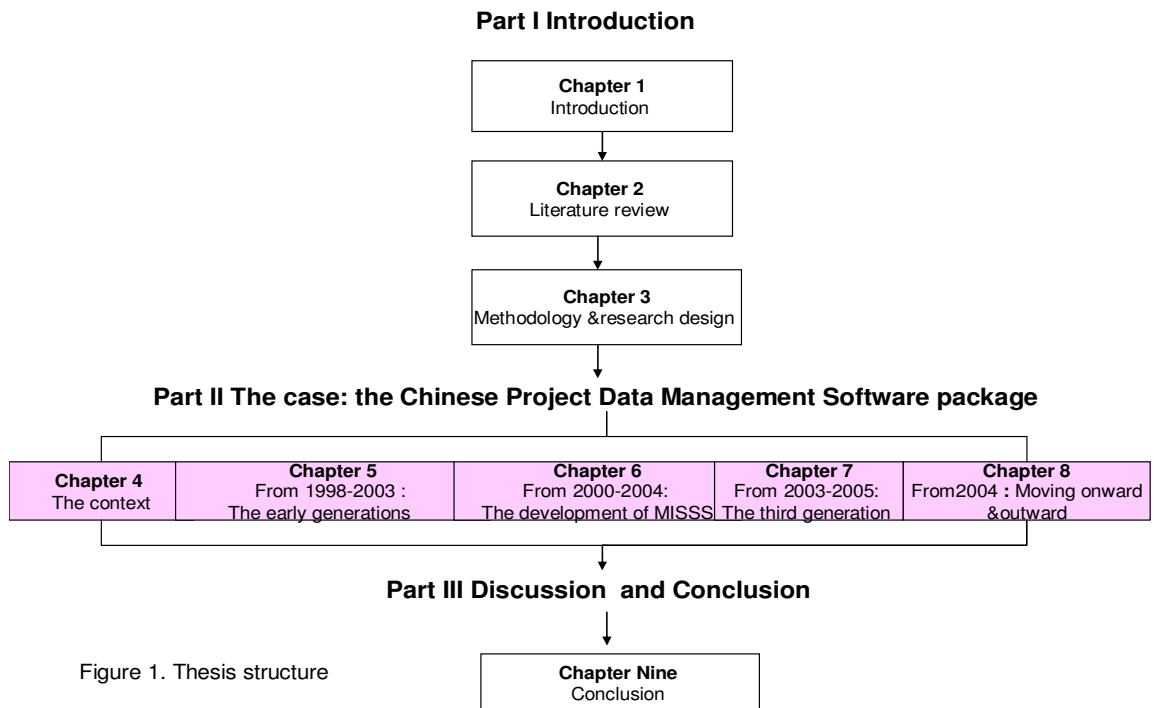 Part I Introduction
Chapter 1
Introduction
Chapter 2
Literature review
Chapter 3
Methodology &research design
Part II The case: the Chinese Project Data Management Software package
Chapter 4
The context
Chapter 5
From 1998-2003 :
The early generations
Chapter 6
From 2000-2004:
The development of MISSS
Chapter 7
From 2003-2005:
The third generation
Chapter 8
From2004 : Moving onward
&outward
Part III Discussion and Conclusion
Figure 1. Thesis structure
Chapter Nine
Conclusion